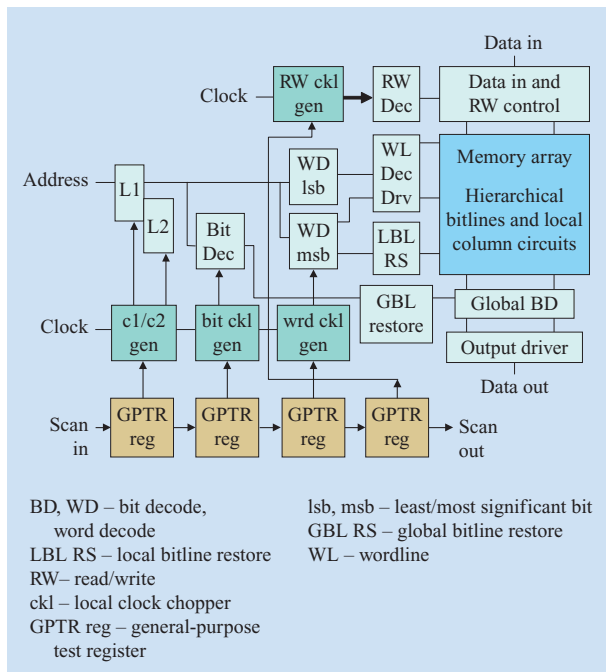 Data in
Clock
RW ckl
gen
RW
Dec
Data in and
RW control
Address
L1
L2
Bit
Dec
WD
lsb
WD
msb
WL
Dec
Drv
LBL
RS
Memory array
Hierarchical
bitlines and local
column circuits
Clock
c1/c2
gen
bit ckl
gen
wrd ckl
gen
GBL
restore
Global BD
Output driver
Data out
Scan
in
GPTR
reg
GPTR
reg
GPTR
reg
GPTR
reg
Scan
out
BD, WD – bit decode,
word decode
LBL RS – local bitline restore
RW– read/write
ckl – local clock chopper
GPTR reg – general-purpose
test register
lsb, msb – least/most significant bit
GBL RS – global bitline restore
WL – wordline